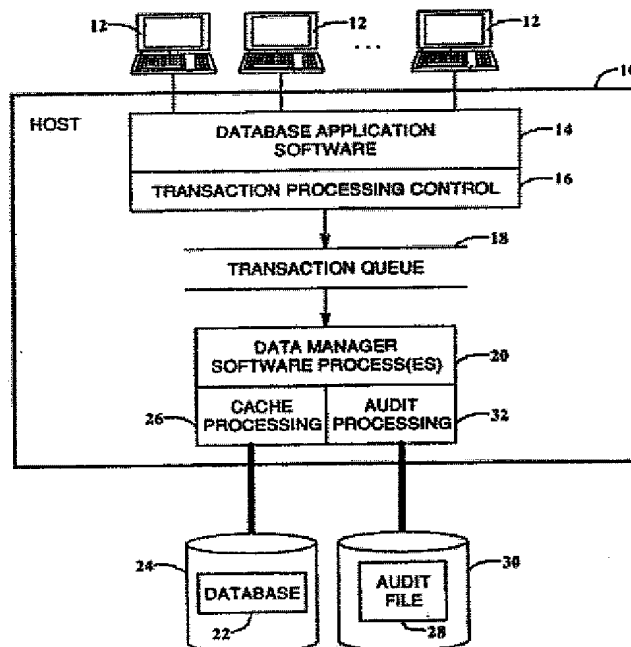 12 12 ... 12
10
HOST
DATABASE APPLICATION
SOFTWARE
14
TRANSACTION PROCESSING CONTROL
16
18
TRANSACTION QUEUE
DATA MANAGER
SOFTWARE PROCESS(ES)
20
26
CACHE
PROCESSING
AUDIT
PROCESSING
32
24
DATABASE
22
AUDIT
FILE
28
30